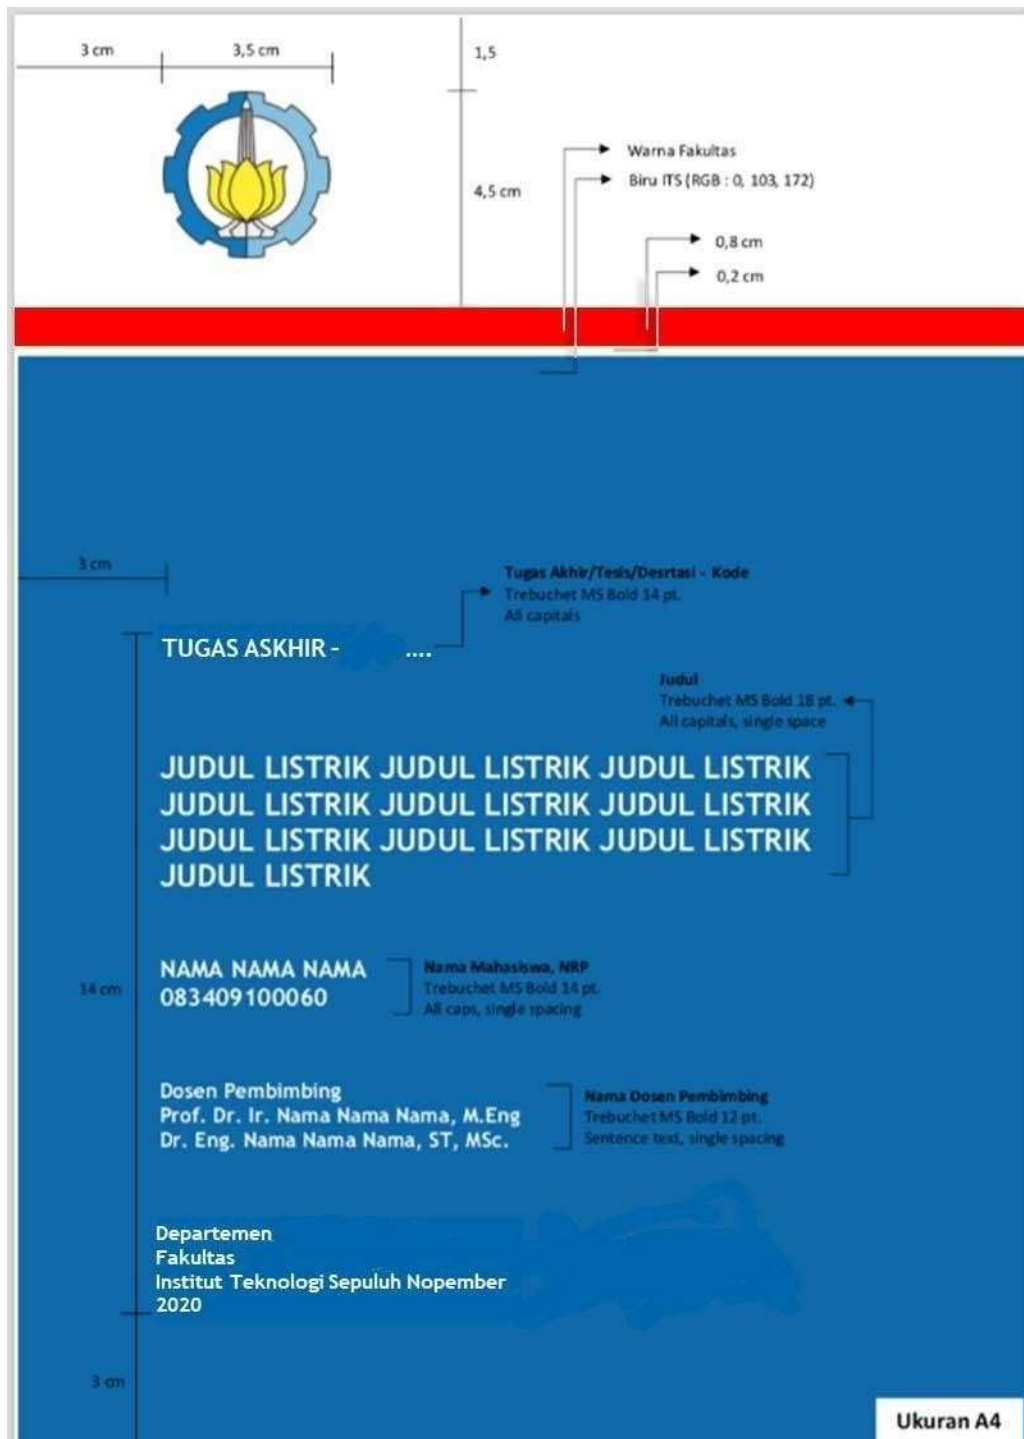 3 cm
3,5 cm
1,5
Warna Fakultas
Biru ITS (RGB : 0, 103, 172)
4,5 cm
0,8 cm
0,2 cm
3 cm
Tugas Akhir/Tesis/Desrtasi - Kode
Trebuchet MS Bold 14 pt.
All capitals
TUGAS ASKHIR - ....
Judul
Trebuchet MS Bold 18 pt.
All capitals, single space
JUDUL LISTRIK JUDUL LISTRIK JUDUL LISTRIK
JUDUL LISTRIK JUDUL LISTRIK JUDUL LISTRIK
JUDUL LISTRIK JUDUL LISTRIK JUDUL LISTRIK
JUDUL LISTRIK
NAMA NAMA NAMA
083409100060
Nama Mahasiswa, NRP
Trebuchet MS Bold 14 pt.
All caps, single spacing
14 cm
Dosen Pembimbing
Prof. Dr. Ir. Nama Nama Nama, M.Eng
Dr. Eng. Nama Nama Nama, ST, MSc.
Nama Dosen Pembimbing
Trebuchet MS Bold 12 pt.
Sentence text, single spacing
Departemen
Fakultas
Institut Teknologi Sepuluh Nopember
2020
3 cm
Ukuran A4